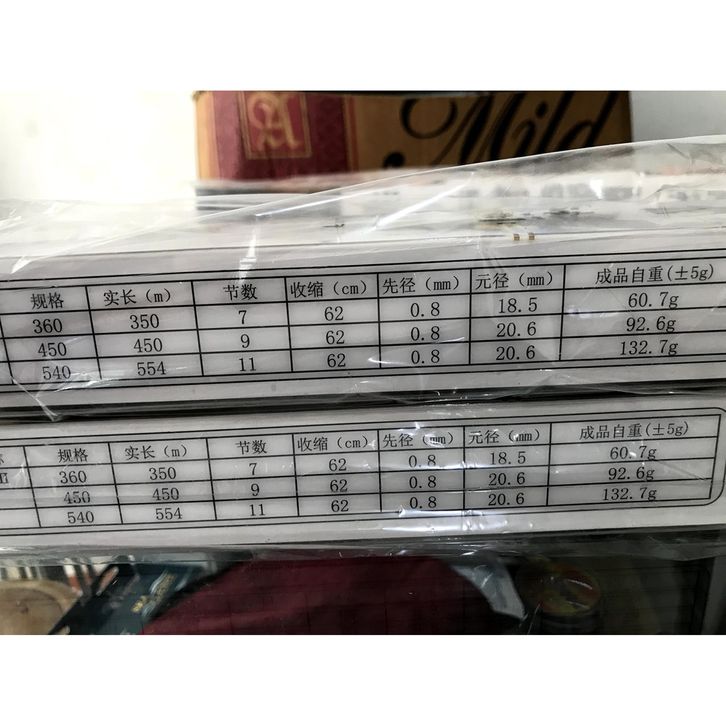 A Mild
规格 实长（m） 节数 收缩（cm） 先径（mm） 元径（mm） 成品自重(±5g)
360 350 7 62 0.8 18.5 60.7g
450 450 9 62 0.8 20.6 92.6g
540 554 11 62 0.8 20.6 132.7g
规格 实长（m） 节数 收缩（cm） 先径（mm） 元径（mm） 成品自重(±5g)
360 350 7 62 0.8 18.5 60.7g
450 450 9 62 0.8 20.6 92.6g
540 554 11 62 0.8 20.6 132.7g